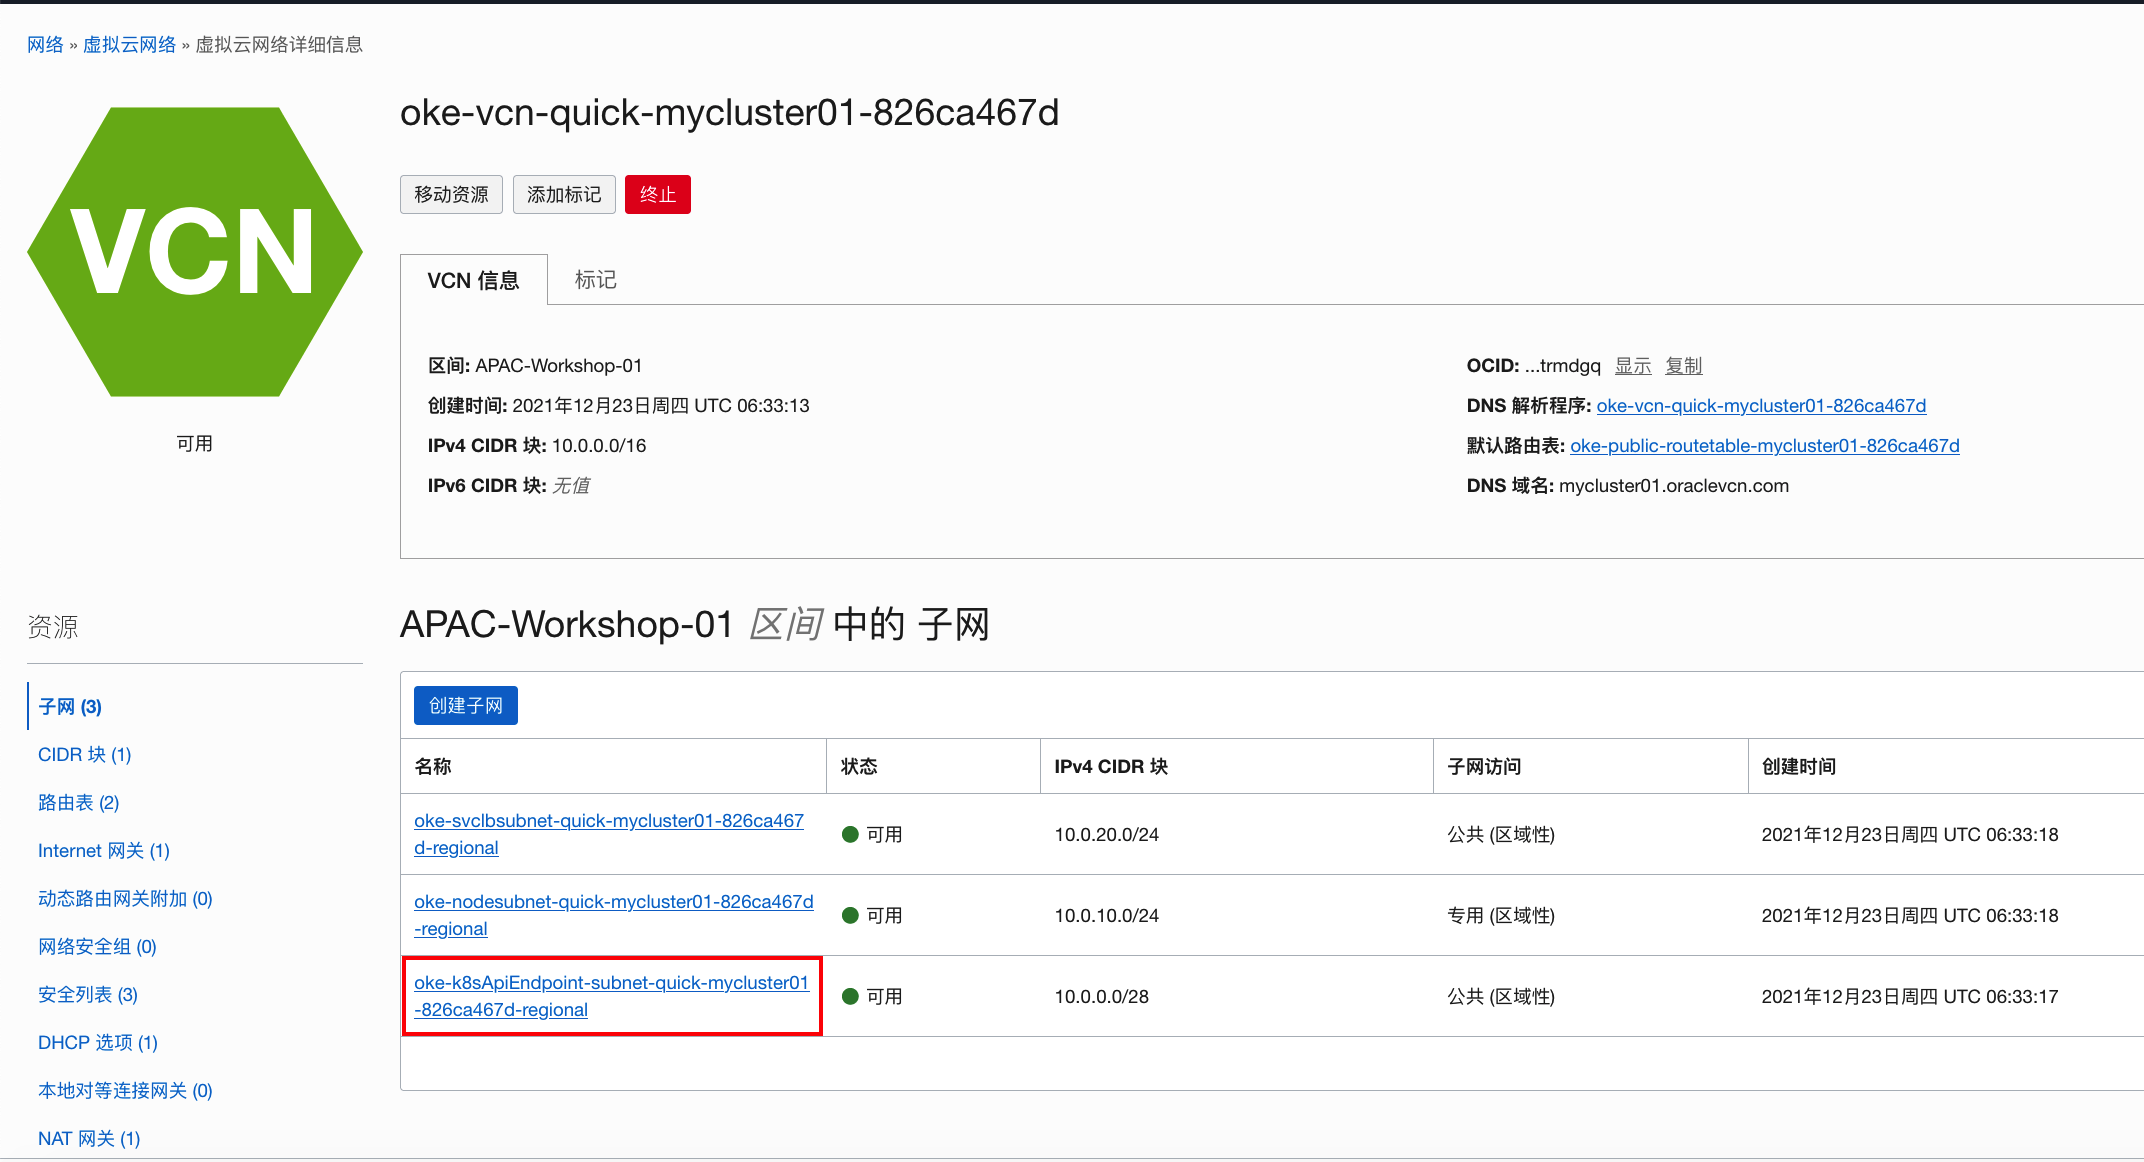 网络 » 虚拟云网络 » 虚拟云网络详细信息
VCN
可用
oke-vcn-quick-mycluster01-826ca467d
移动资源 添加标记 终止
VCN 信息 标记
区间: APAC-Workshop-01
创建时间: 2021年12月23日周四 UTC 06:33:13
IPv4 CIDR 块: 10.0.0.0/16
IPv6 CIDR 块: 无值
OCID: ...trmdgq 显示 复制
DNS 解析程序: oke-vcn-quick-mycluster01-826ca467d
默认路由表: oke-public-routetable-mycluster01-826ca467d
DNS 域名: mycluster01.oraclevcn.com
资源
子网 (3)
CIDR 块 (1)
路由表 (2)
Internet 网关 (1)
动态路由网关附加 (0)
网络安全组 (0)
安全列表 (3)
DHCP 选项 (1)
本地对等连接网关 (0)
NAT 网关 (1)
APAC-Workshop-01 区间 中的 子网
创建子网
名称 状态 IPv4 CIDR 块 子网访问 创建时间
oke-svclbsubnet-quick-mycluster01-826ca467
d-regional
可用 10.0.20.0/24 公共 (区域性) 2021年12月23日周四 UTC 06:33:18
oke-nodesubnet-quick-mycluster01-826ca467d
-regional
可用 10.0.10.0/24 专用 (区域性) 2021年12月23日周四 UTC 06:33:18
oke-k8sApiEndpoint-subnet-quick-mycluster01
-826ca467d-regional
可用 10.0.0.0/28 公共 (区域性) 2021年12月23日周四 UTC 06:33:17